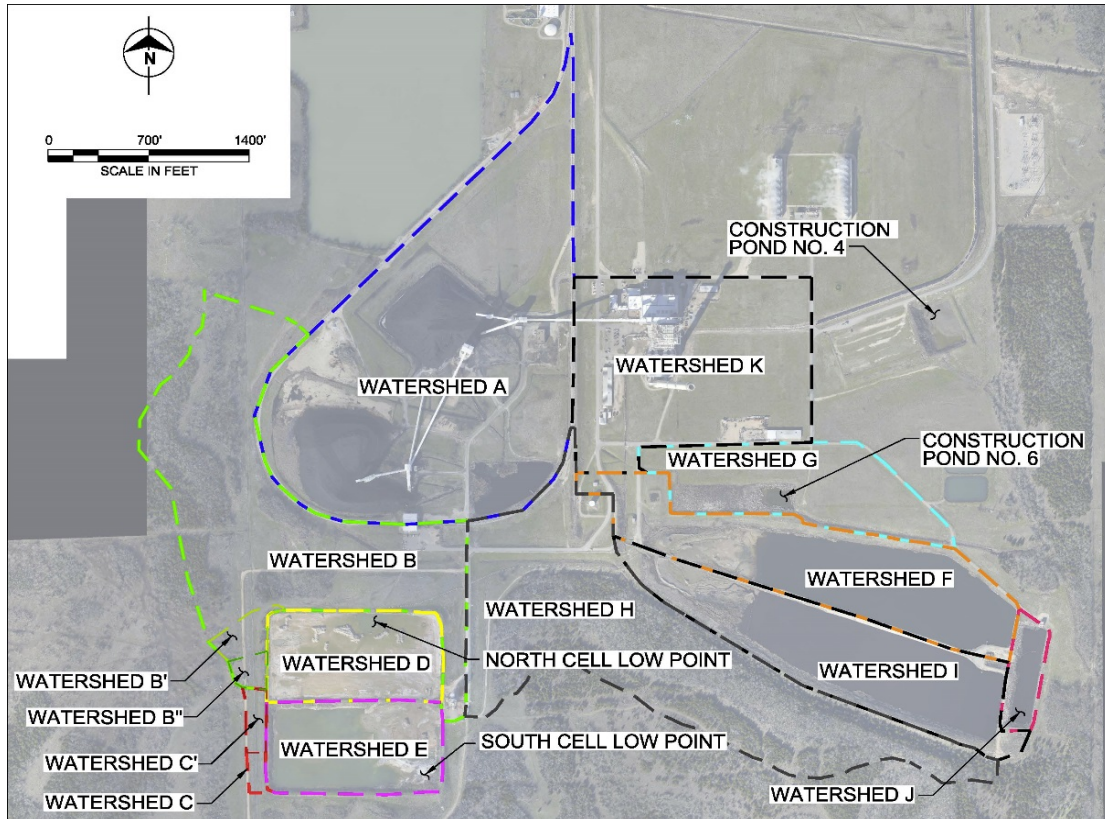 N
0 700' 1400'
SCALE IN FEET
CONSTRUCTION
POND NO. 4
WATERSHED A
WATERSHED K
CONSTRUCTION
POND NO. 6
WATERSHED G
WATERSHED B
WATERSHED F
WATERSHED H
WATERSHED D
NORTH CELL LOW POINT
WATERSHED I
WATERSHED B'
WATERSHED B"
WATERSHED E
SOUTH CELL LOW POINT
WATERSHED C'
WATERSHED C
WATERSHED J